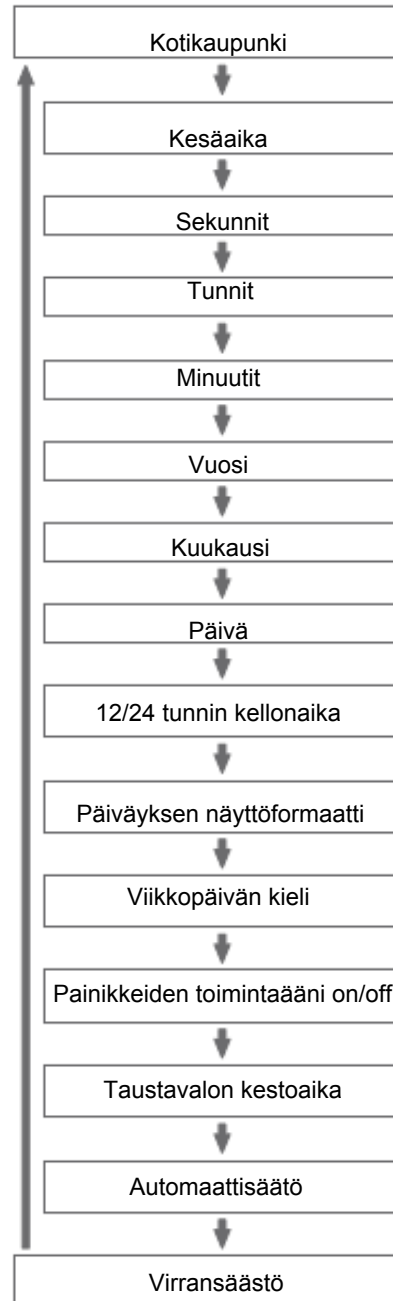 Kotikaupunki
Kesäaika
Sekunnit
Tunnit
Minuutit
Vuosi
Kuukausi
Päivä
12/24 tunnin kellonaika
Päiväyksen näyttöformaatti
Viikkopäivän kieli
Painikkeiden toimintaääni on/off
Taustavalon kestoaika
Automaattisäätö
Virransäästö